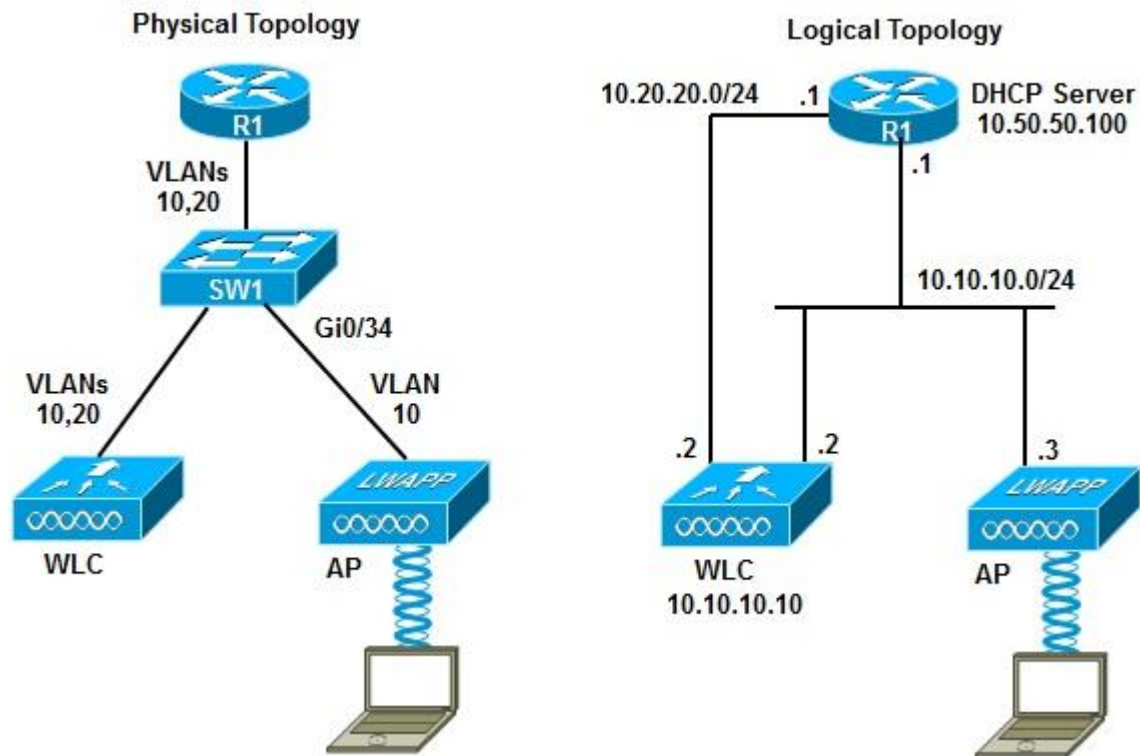 Physical Topology
R1
VLANs
10,20
SW1
Gi0/34
VLANs
10,20
VLAN
10
WLC
LWAPP
AP
Logical Topology
10.20.20.0/24
.1
R1
DHCP Server
10.50.50.100
.1
10.10.10.0/24
.2
.2
.3
WLC
10.10.10.10
LWAPP
AP